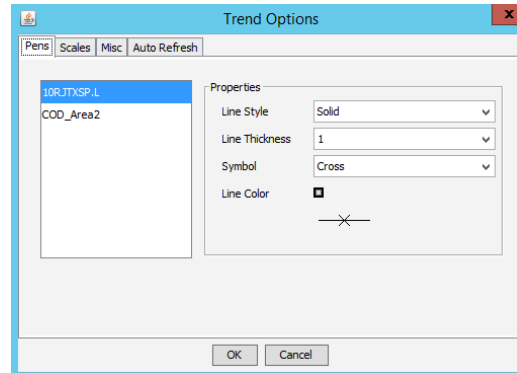 Trend Options
x
Pens Scales Misc Auto Refresh
10RJTXSP.L
COD_Area2
Properties
Line Style Solid
Line Thickness 1
Symbol Cross
Line Color
OK Cancel